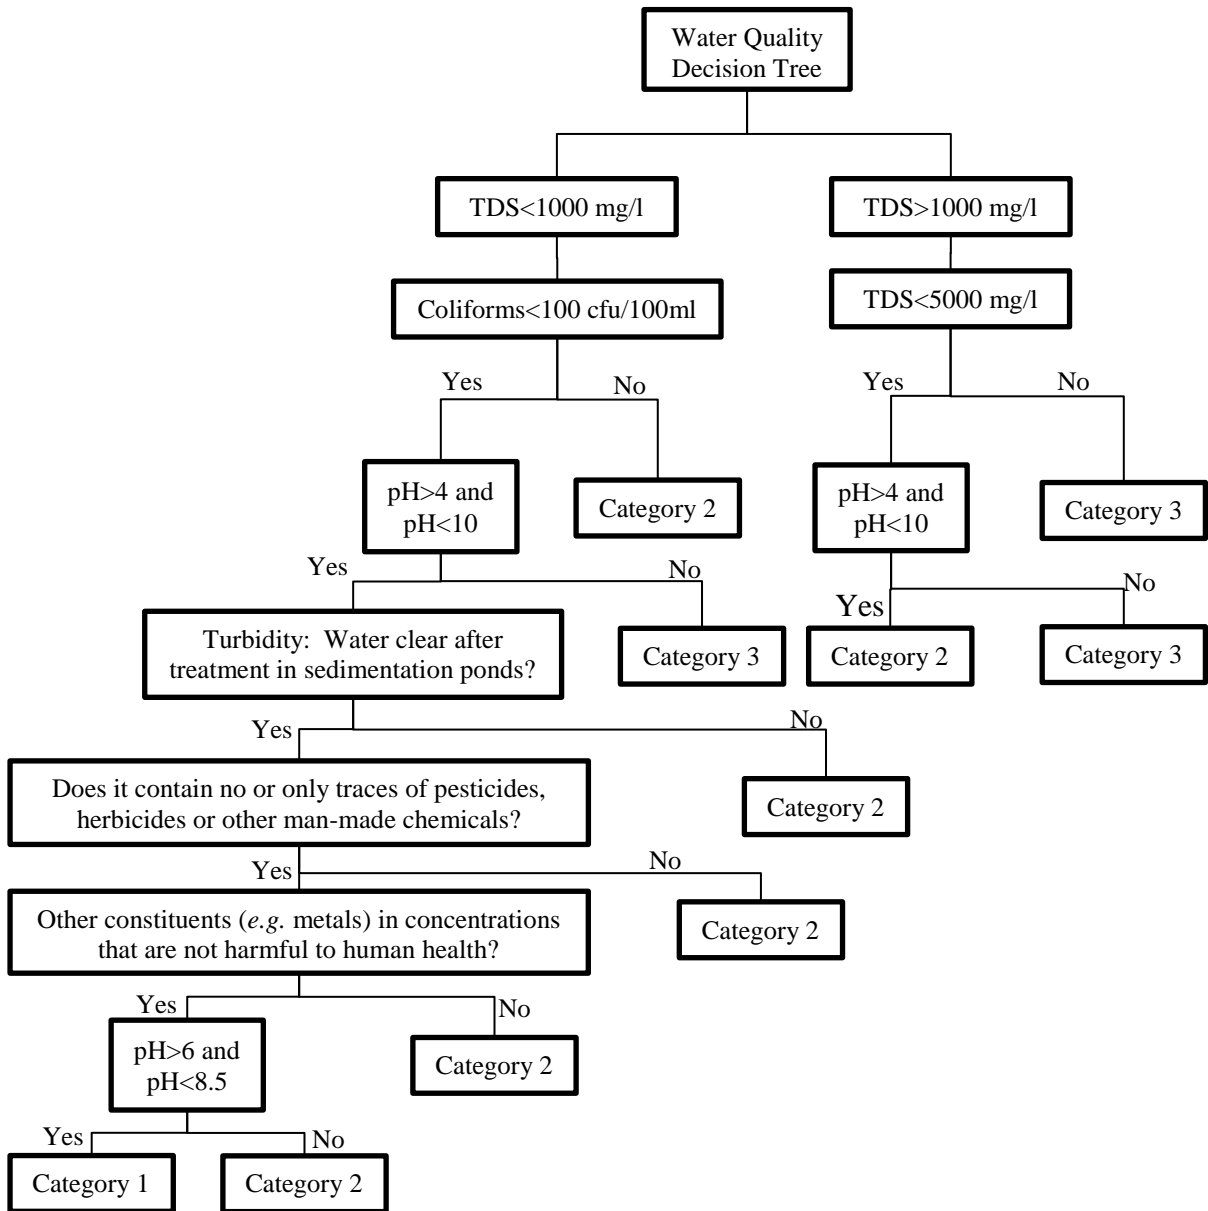 Water Quality
Decision Tree
TDS<1000 mg/l
TDS>1000 mg/l
Coliforms<100 cfu/100ml
TDS<5000 mg/l
Yes
No
Yes
No
pH>4 and
pH<10
Category 2
pH>4 and
pH<10
Category 3
Yes
No
Yes
No
Turbidity:  Water clear after
treatment in sedimentation ponds?
Category 3
Category 2
Category 3
Yes
No
Does it contain no or only traces of pesticides,
herbicides or other man-made chemicals?
Category 2
Yes
No
Other constituents (e.g. metals) in concentrations
that are not harmful to human health?
Category 2
Yes
No
pH>6 and
pH<8.5
Category 2
Yes
No
Category 1
Category 2